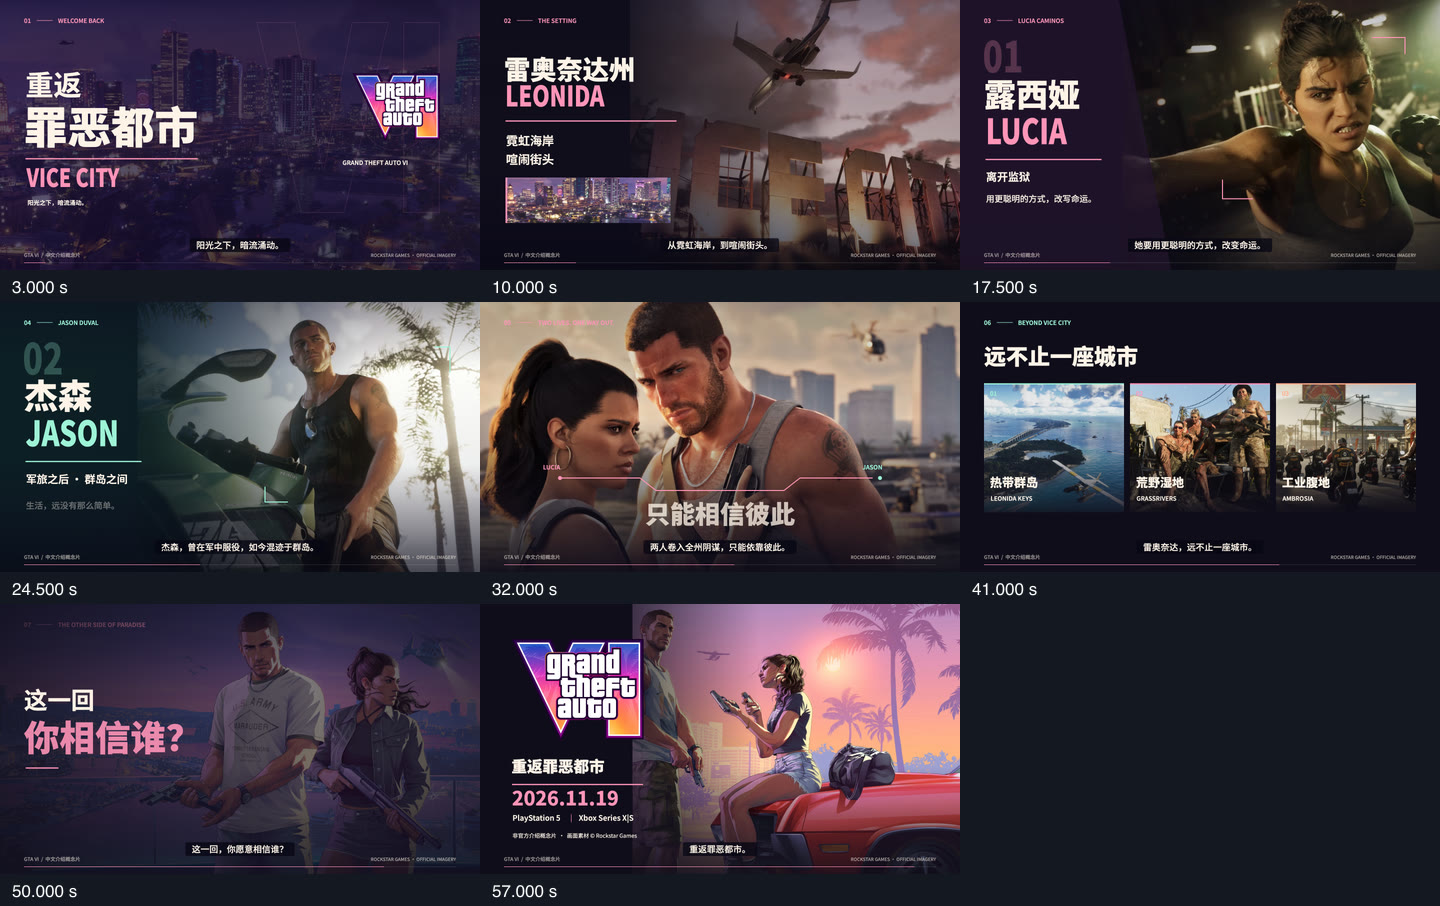 01 WELCOME BACK
重返
罪恶都市
VICE CITY
阳光之下，暗流涌动。
grand
theft
auto
VI
GRAND THEFT AUTO VI
阳光之下，暗流涌动。
GTA VI / 中文介绍概念片
ROCKSTAR GAMES · OFFICIAL IMAGERY
3.000 s
02 THE SETTING
雷奥奈达州
LEONIDA
霓虹海岸
喧闹街头
从霓虹海岸，到喧闹街头。
GTA VI / 中文介绍概念片
ROCKSTAR GAMES · OFFICIAL IMAGERY
10.000 s
03 LUCIA CAMINOS
01
露西娅
LUCIA
离开监狱
用更聪明的方式，改写命运。
她要用更聪明的方式，改变命运。
GTA VI / 中文介绍概念片
ROCKSTAR GAMES · OFFICIAL IMAGERY
17.500 s
04 JASON DUVAL
02
杰森
JASON
军旅之后 · 群岛之间
生活，远没有那么简单。
杰森，曾在军中服役，如今混迹于群岛。
GTA VI / 中文介绍概念片
ROCKSTAR GAMES · OFFICIAL IMAGERY
24.500 s
LUCIA
JASON
只能相信彼此
两人卷入全州阴谋，只能依靠彼此。
GTA VI / 中文介绍概念片
ROCKSTAR GAMES · OFFICIAL IMAGERY
32.000 s
06 BEYOND VICE CITY
远不止一座城市
热带群岛
LEONIDA KEYS
荒野湿地
GRASSRIVERS
工业腹地
AMBROSIA
雷奥奈达，远不止一座城市。
GTA VI / 中文介绍概念片
ROCKSTAR GAMES · OFFICIAL IMAGERY
41.000 s
07 THE OTHER SIDE OF PARADISE
这一回
你相信谁?
这一回，你愿意相信谁?
GTA VI / 中文介绍概念片
ROCKSTAR GAMES · OFFICIAL IMAGERY
50.000 s
grand
theft
auto
VI
重返罪恶都市
2026.11.19
PlayStation 5 | Xbox Series X|S
非官方介绍概念片 · 画面素材 © Rockstar Games
重返罪恶都市。
GTA VI / 中文介绍概念片
ROCKSTAR GAMES · OFFICIAL IMAGERY
57.000 s